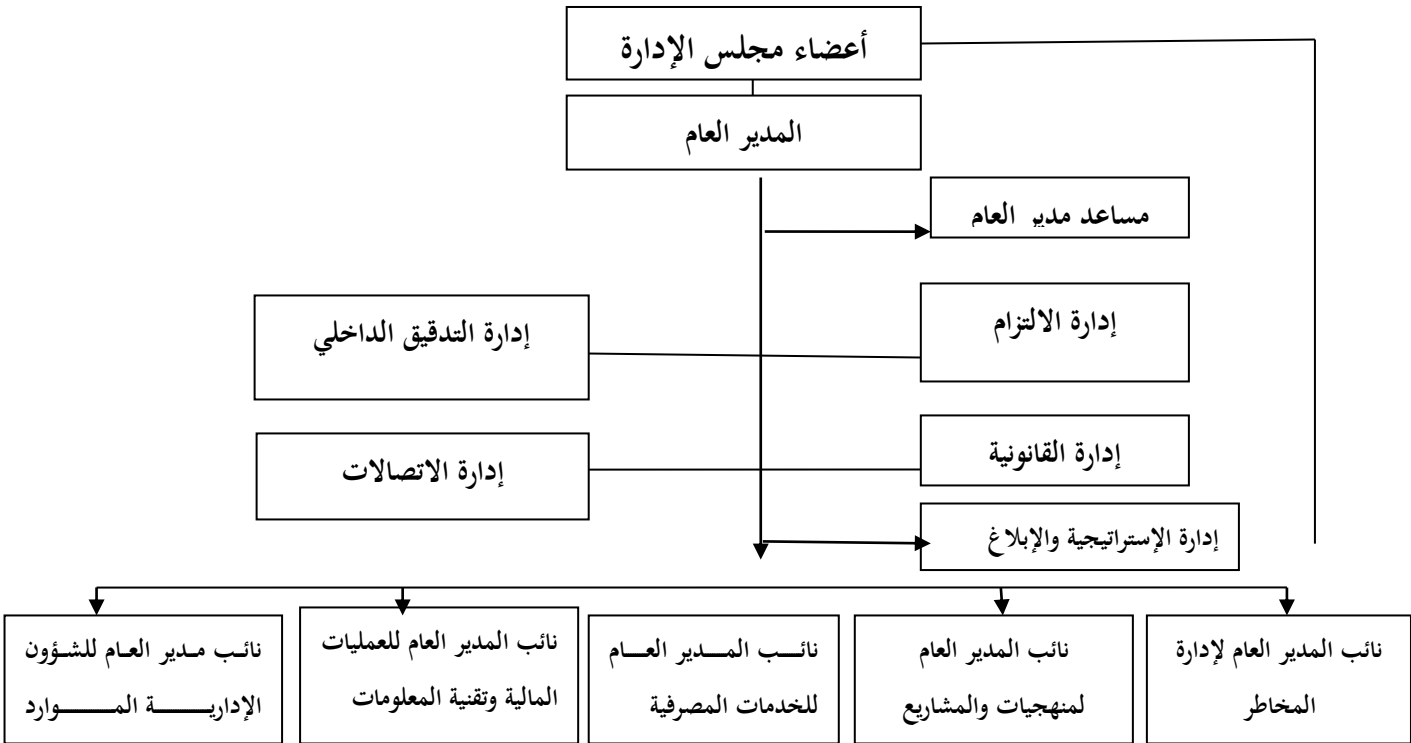 أعضاء مجلس الإدارة
المدير العام
مساعد مدير العام
إدارة الالتزام
إدارة التدقيق الداخلي
إدارة القانونية
إدارة الاتصالات
إدارة الإستراتيجية والإبلاغ
نائب المدير العام لإدارة
المخاطر
نائب المدير العام
لمنهجيات والمشاريع
نائب المدير العام
للخدمات المصرفية
نائب المدير العام للعمليات
المالية وتقنية المعلومات
نائب مدير العام للشؤون
الإدارية الموارد